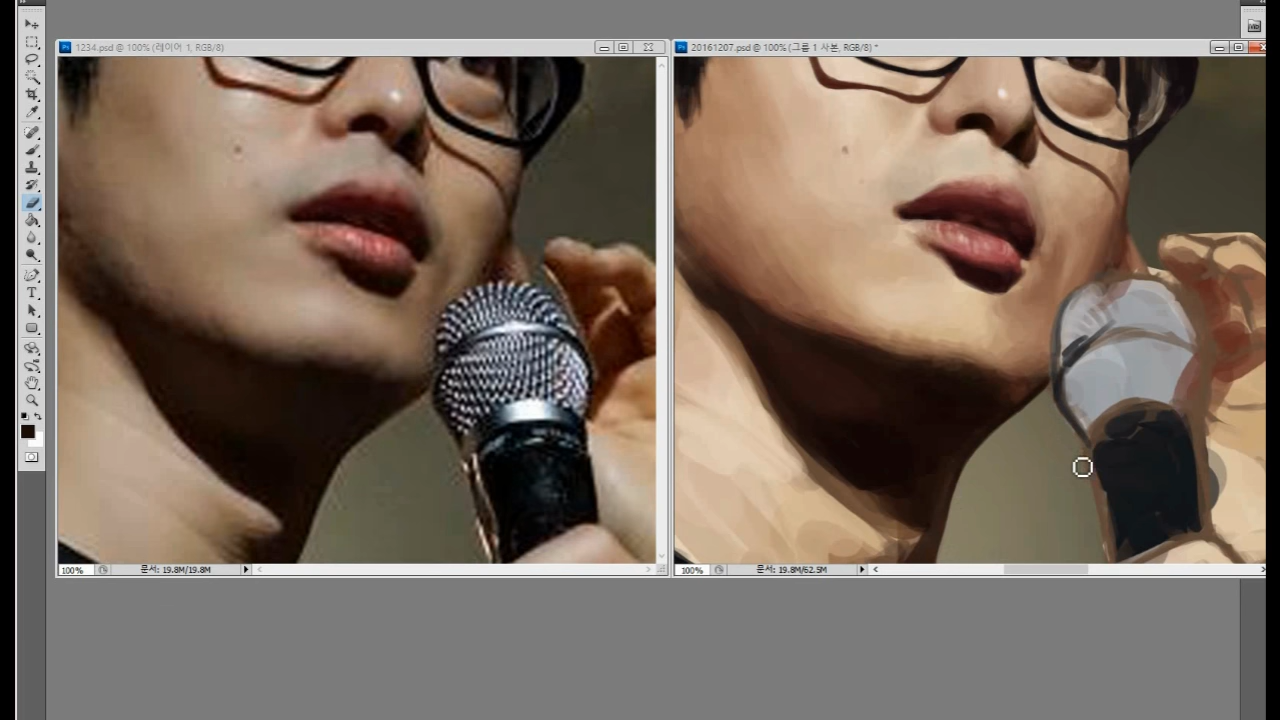 1234.psd @ 100% (레이어 1, RGB/8)
20161207.psd @ 100% (그룹 1 사본, RGB/8) *
100%
문서: 19.8M/19.8M
100%
문서: 19.8M/62.5M